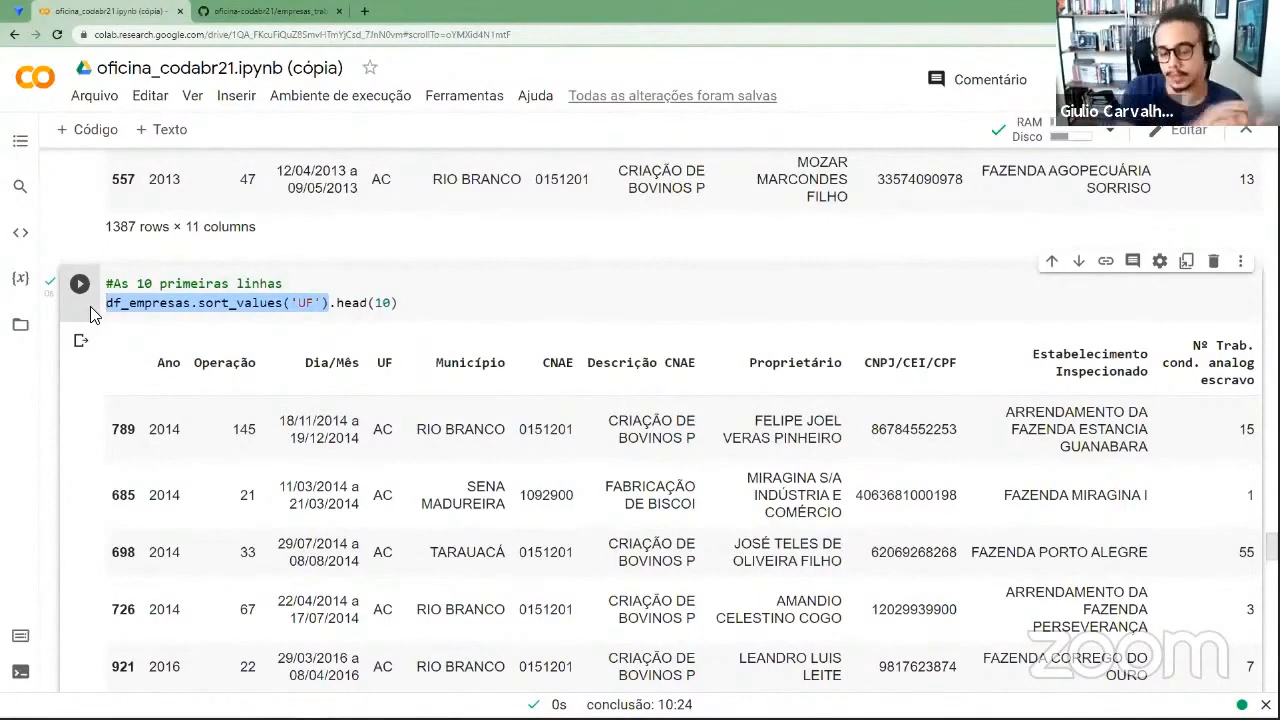 oficina_codabr21.ipynb (cópia) -
oficina-codabr21/empresas_tral
colab.research.google.com/drive/
oficina_codabr21.ipynb (cópia)
Arquivo Editar Ver Inserir Ambiente de execução Ferramentas Ajuda Todas as alterações foram salvas
Comentário
Giulio Carvalh...
+ Código + Texto
RAM
Disco
Editar
557 2013 47 12/04/2013 a 09/05/2013 AC RIO BRANCO 0151201 CRIAÇÃO DE BOVINOS P MOZAR MARCONDES FILHO 33574090978 FAZENDA AGOPECUÁRIA SORRISO 13
1387 rows × 11 columns
#As 10 primeiras linhas
df_empresas.sort_values('UF').head(10)
Ano Operação Dia/Mês UF Município CNAE Descrição CNAE Proprietário CNPJ/CEI/CPF Estabelecimento Inspecionado Nº Trab. cond. analog escravo
789 2014 145 18/11/2014 a 19/12/2014 AC RIO BRANCO 0151201 CRIAÇÃO DE BOVINOS P FELIPE JOEL VERAS PINHEIRO 86784552253 ARRENDAMENTO DA FAZENDA ESTANCIA GUANABARA 15
685 2014 21 11/03/2014 a 21/03/2014 AC SENA MADUREIRA 1092900 FABRICAÇÃO DE BISCOI MIRAGINA S/A INDÚSTRIA E COMÉRCIO 4063681000198 FAZENDA MIRAGINA I 1
698 2014 33 29/07/2014 a 08/08/2014 AC TARAUACÁ 0151201 CRIAÇÃO DE BOVINOS P JOSÉ TELES DE OLIVEIRA FILHO 62069268268 FAZENDA PORTO ALEGRE 55
726 2014 67 22/04/2014 a 17/07/2014 AC RIO BRANCO 0151201 CRIAÇÃO DE BOVINOS P AMANDIO CELESTINO COGO 12029939900 ARRENDAMENTO DA FAZENDA PERSEVERANÇA 3
921 2016 22 29/03/2016 a 08/04/2016 AC RIO BRANCO 0151201 CRIAÇÃO DE BOVINOS P LEANDRO LUIS LEITE 9817623874 FAZENDA CORREGO DO OURO 7
zoom
0s conclusão: 10:24